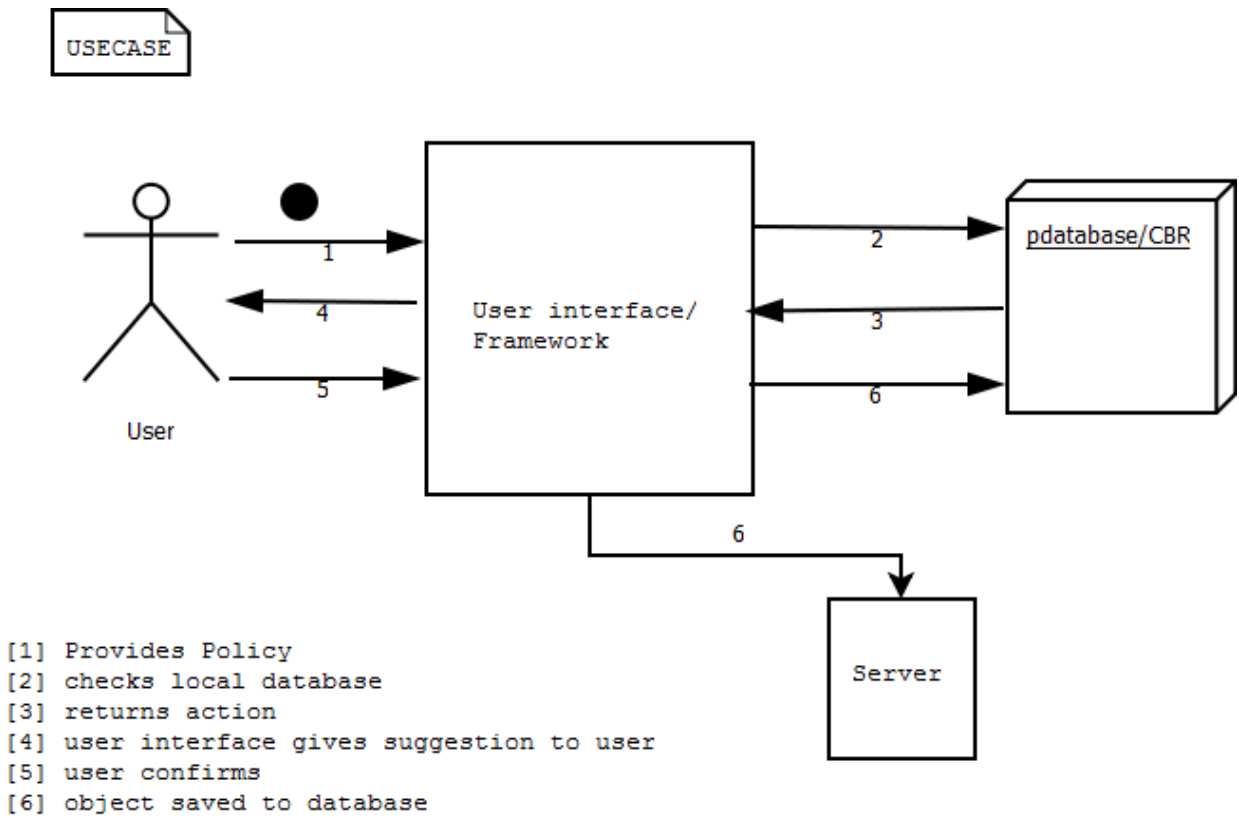 USECASE
1
2
pdatabase/CBR
4
User interface/
Framework
3
5
6
User
6
Server
[1] Provides Policy
[2] checks local database
[3] returns action
[4] user interface gives suggestion to user
[5] user confirms
[6] object saved to database